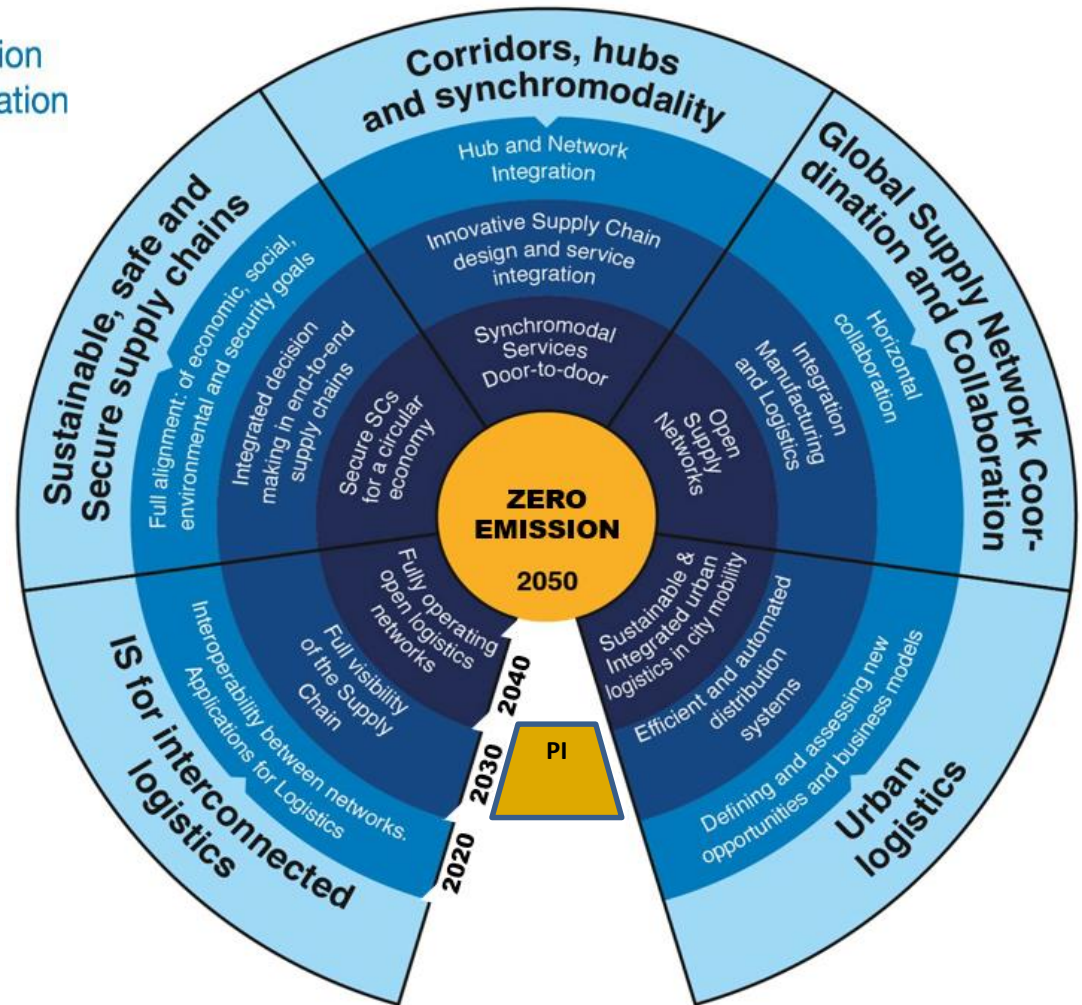 Corridors, hubs
and synchromodality
Hub and Network
Integration
Innovative Supply Chain
design and service
integration
Synchromodal
Services
Door-to-door
Global Supply Network Coor-
dination and Collaboration
Horizontal
collaboration
Integration
Manufacturing
and Logistics
Open
Supply
Networks
Urban
logistics
Defining and assessing new
opportunities and business models
Efficient and automated
distribution
systems
Sustainable &
Integrated urban
logistics in city mobility
IS for interconnected
logistics
Interoperability between networks.
Applications for Logistics
Full visibility
of the Supply
Chain
Fully operating
open logistics
networks
Sustainable, safe and
Secure supply chains
Full alignment: of economic, social,
environmental and security goals
Integrated decision
making in end-to-end
supply chains
Secure SCs
for a circular
economy
ZERO
EMISSION
2050
2040
2030
2020
PI